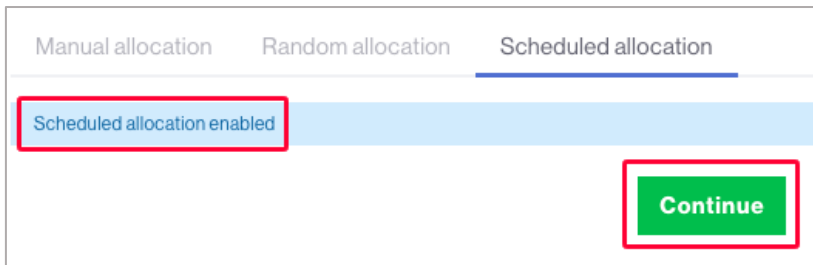 Manual allocation Random allocation Scheduled allocation
Scheduled allocation enabled
Continue